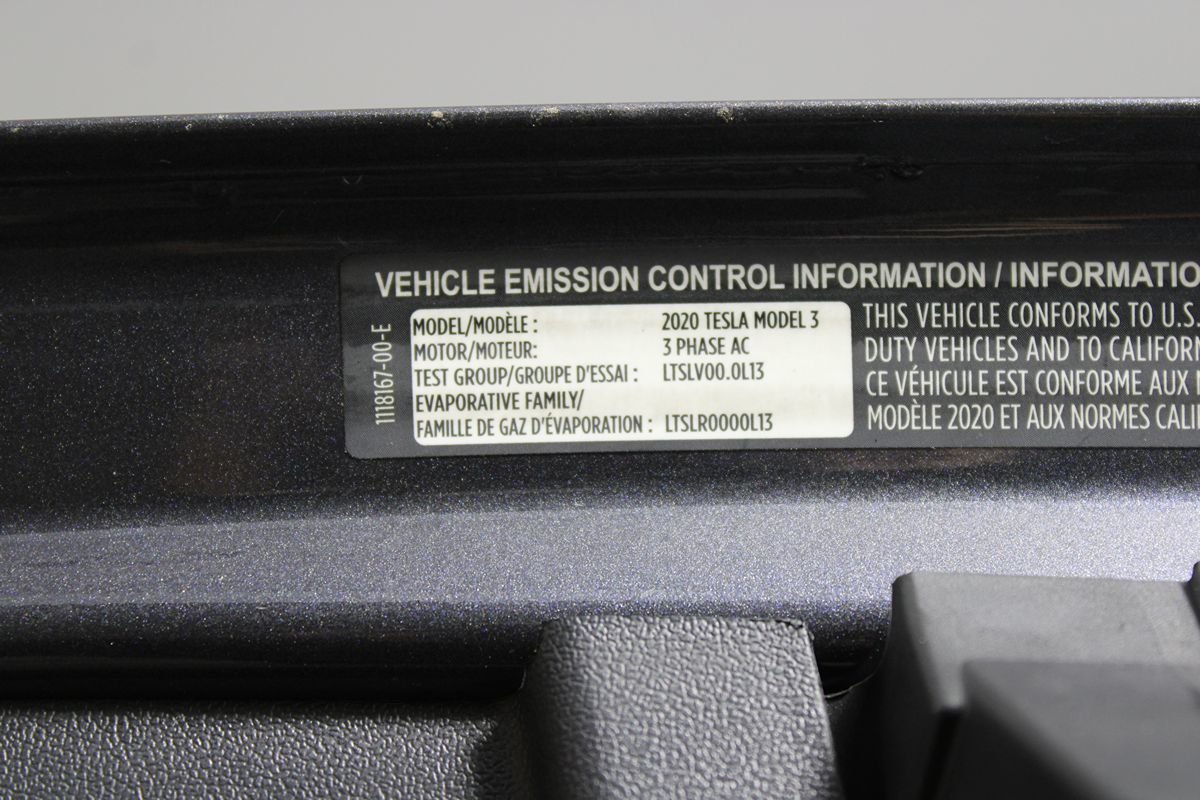 VEHICLE EMISSION CONTROL INFORMATION / INFORMATIO
1118167-00-E
MODEL/MODÈLE : 2020 TESLA MODEL 3
MOTOR/MOTEUR: 3 PHASE AC
TEST GROUP/GROUPE D'ESSAI : LTSLV00.0L13
EVAPORATIVE FAMILY/
FAMILLE DE GAZ D'ÉVAPORATION : LTSLR0000L13
THIS VEHICLE CONFORMS TO U.S.
DUTY VEHICLES AND TO CALIFORN
CE VÉHICULE EST CONFORME AUX N
MODÈLE 2020 ET AUX NORMES CALI